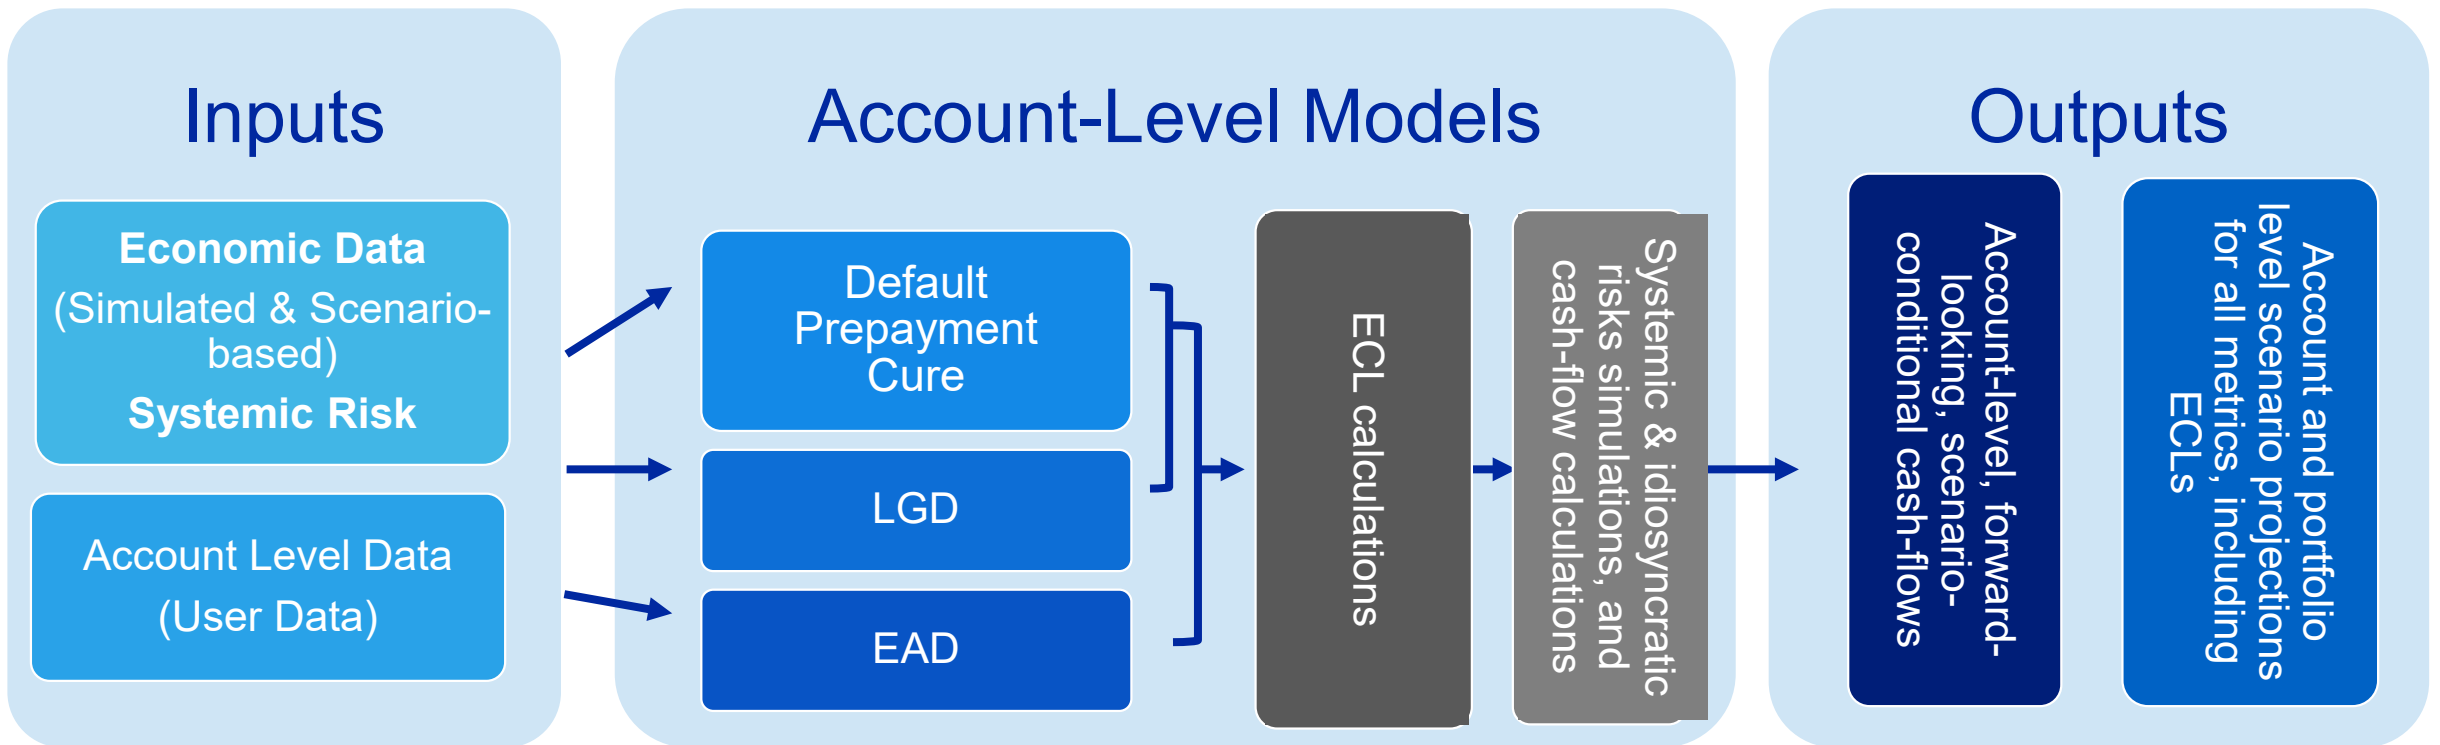 Inputs
Economic Data
(Simulated & Scenario-
based)
Systemic Risk
Account Level Data
(User Data)
Account-Level Models
Default
Prepayment
Cure
LGD
EAD
ECL calculations
Systemic & idiosyncratic
risks simulations, and
cash-flow calculations
Outputs
Account-level, forward-
looking, scenario-
conditional cash-flows
Account and portfolio
level scenario projections
for all metrics, including
ECLs